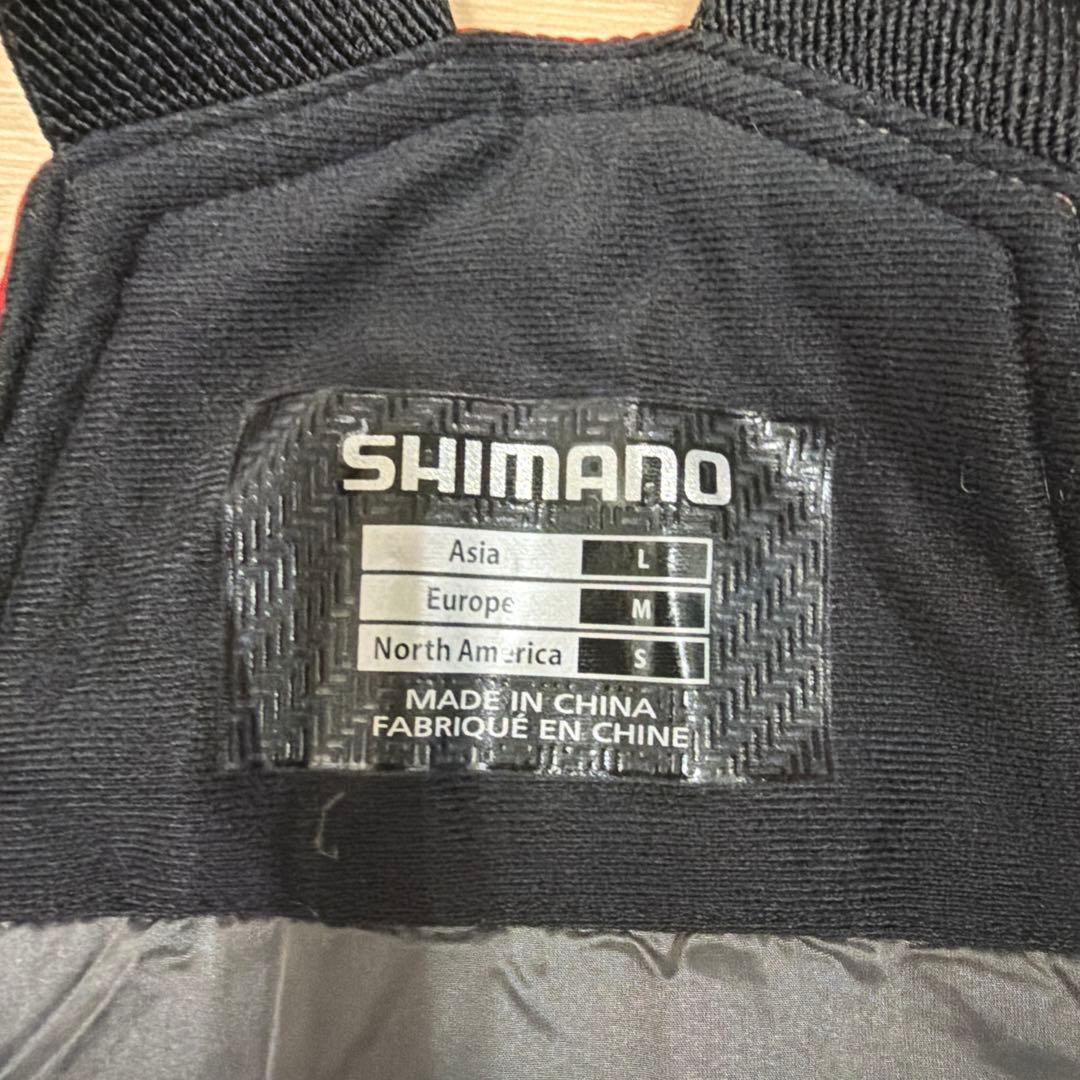 SHIMANO
Asia L
Europe M
North America S
MADE IN CHINA
FABRIQUÉ EN CHINE